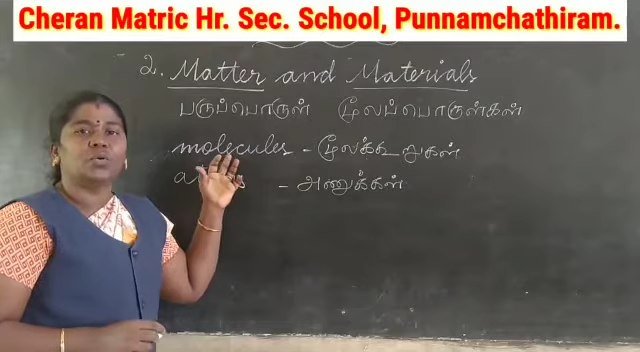 Cheran Matric Hr. Sec. School, Punnamchathiram.
2. Matter and Materials
பருப்பொருள் மூலப்பொருள்கள்
molecules - மூலக்கூறுகள்
- அணுக்கள்